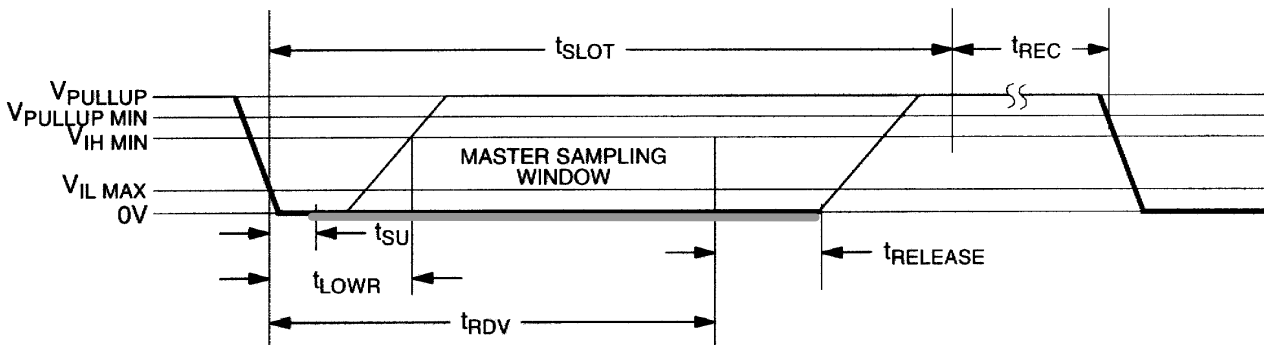 tSLOT
tREC
VPULLUP
VPULLUP MIN
VIH MIN
MASTER SAMPLING
WINDOW
VIL MAX
0V
tSU
tRELEASE
tLOWR
tRDV